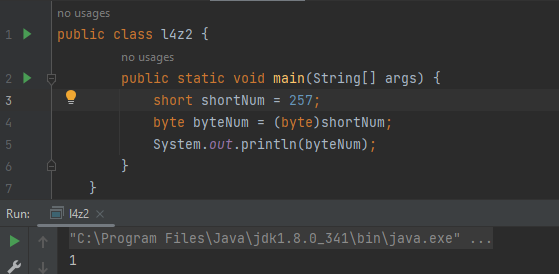 no usages
1 public class l4z2 {
no usages
2 public static void main(String[] args) {
3 short shortNum = 257;
4 byte byteNum = (byte)shortNum;
5 System.out.println(byteNum);
6 }
7 }
Run: l4z2 ×
"C:\Program Files\Java\jdk1.8.0_341\bin\java.exe" ...
1